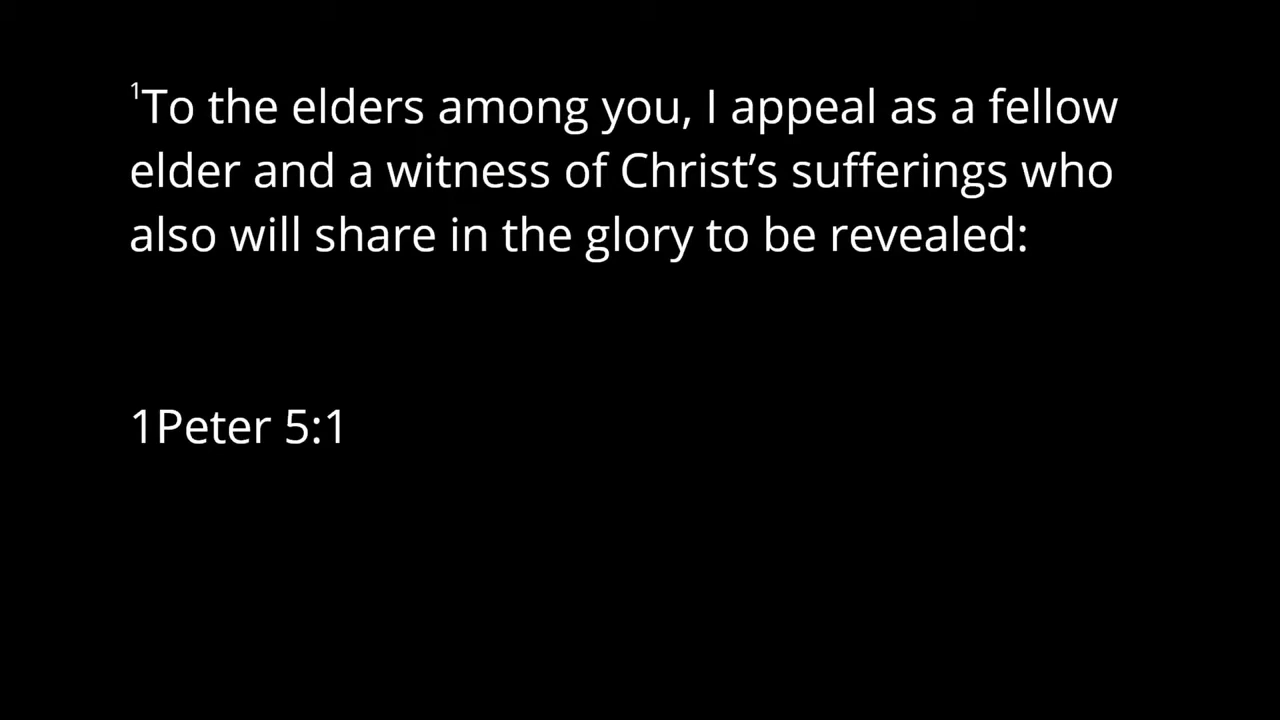 ¹To the elders among you, I appeal as a fellow
elder and a witness of Christ’s sufferings who
also will share in the glory to be revealed:
1Peter 5:1